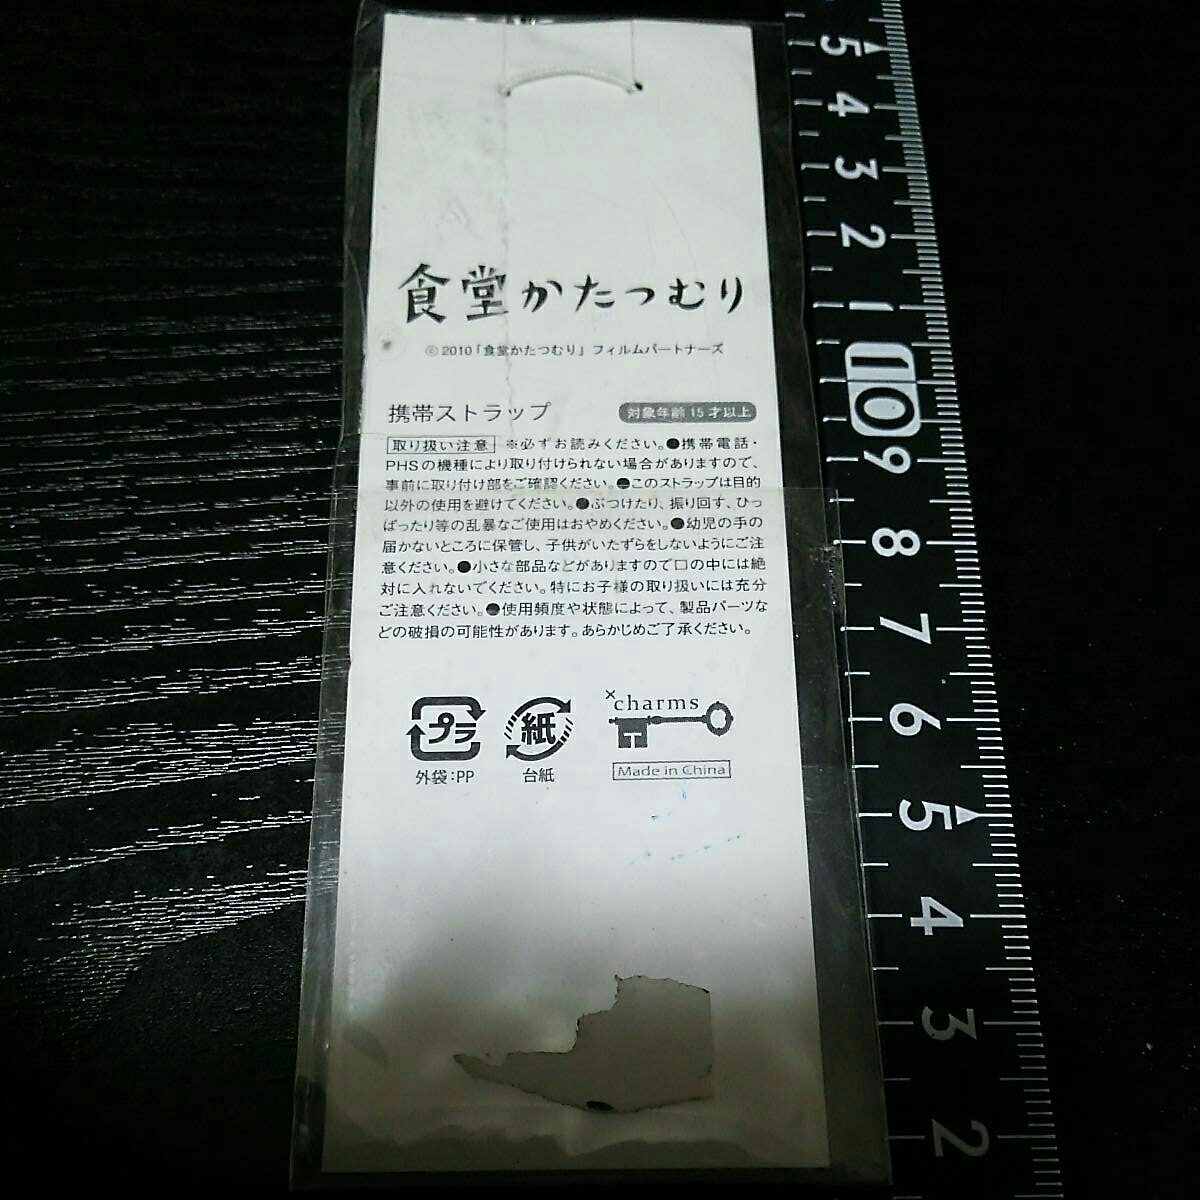 食堂かたつむり
©2010「食堂かたつむり」フィルムパートナーズ
携帯ストラップ 対象年齢 15 才以上
取り扱い注意 ※必ずお読みください。●携帯電話・
PHSの機種により取り付けられない場合がありますので、
事前に取り付け部をご確認ください。●このストラップは目的
以外の使用を避けてください。●ぶつけたり、振り回す、ひっ
ぱったり等の乱暴なご使用はおやめください。●幼児の手の
届かないところに保管し、子供がいたずらをしないようにご注
意ください。●小さな部品などがありますので口の中には絶
対に入れないでください。特にお子様の取り扱いには充分
ご注意ください。●使用頻度や状態によって、製品パーツな
どの破損の可能性があります。あらかじめご了承ください。
プラ
外袋:PP
紙
台紙
×charms
Made in China
5
4
3
2
1
10
9
8
7
6
5
4
3
2